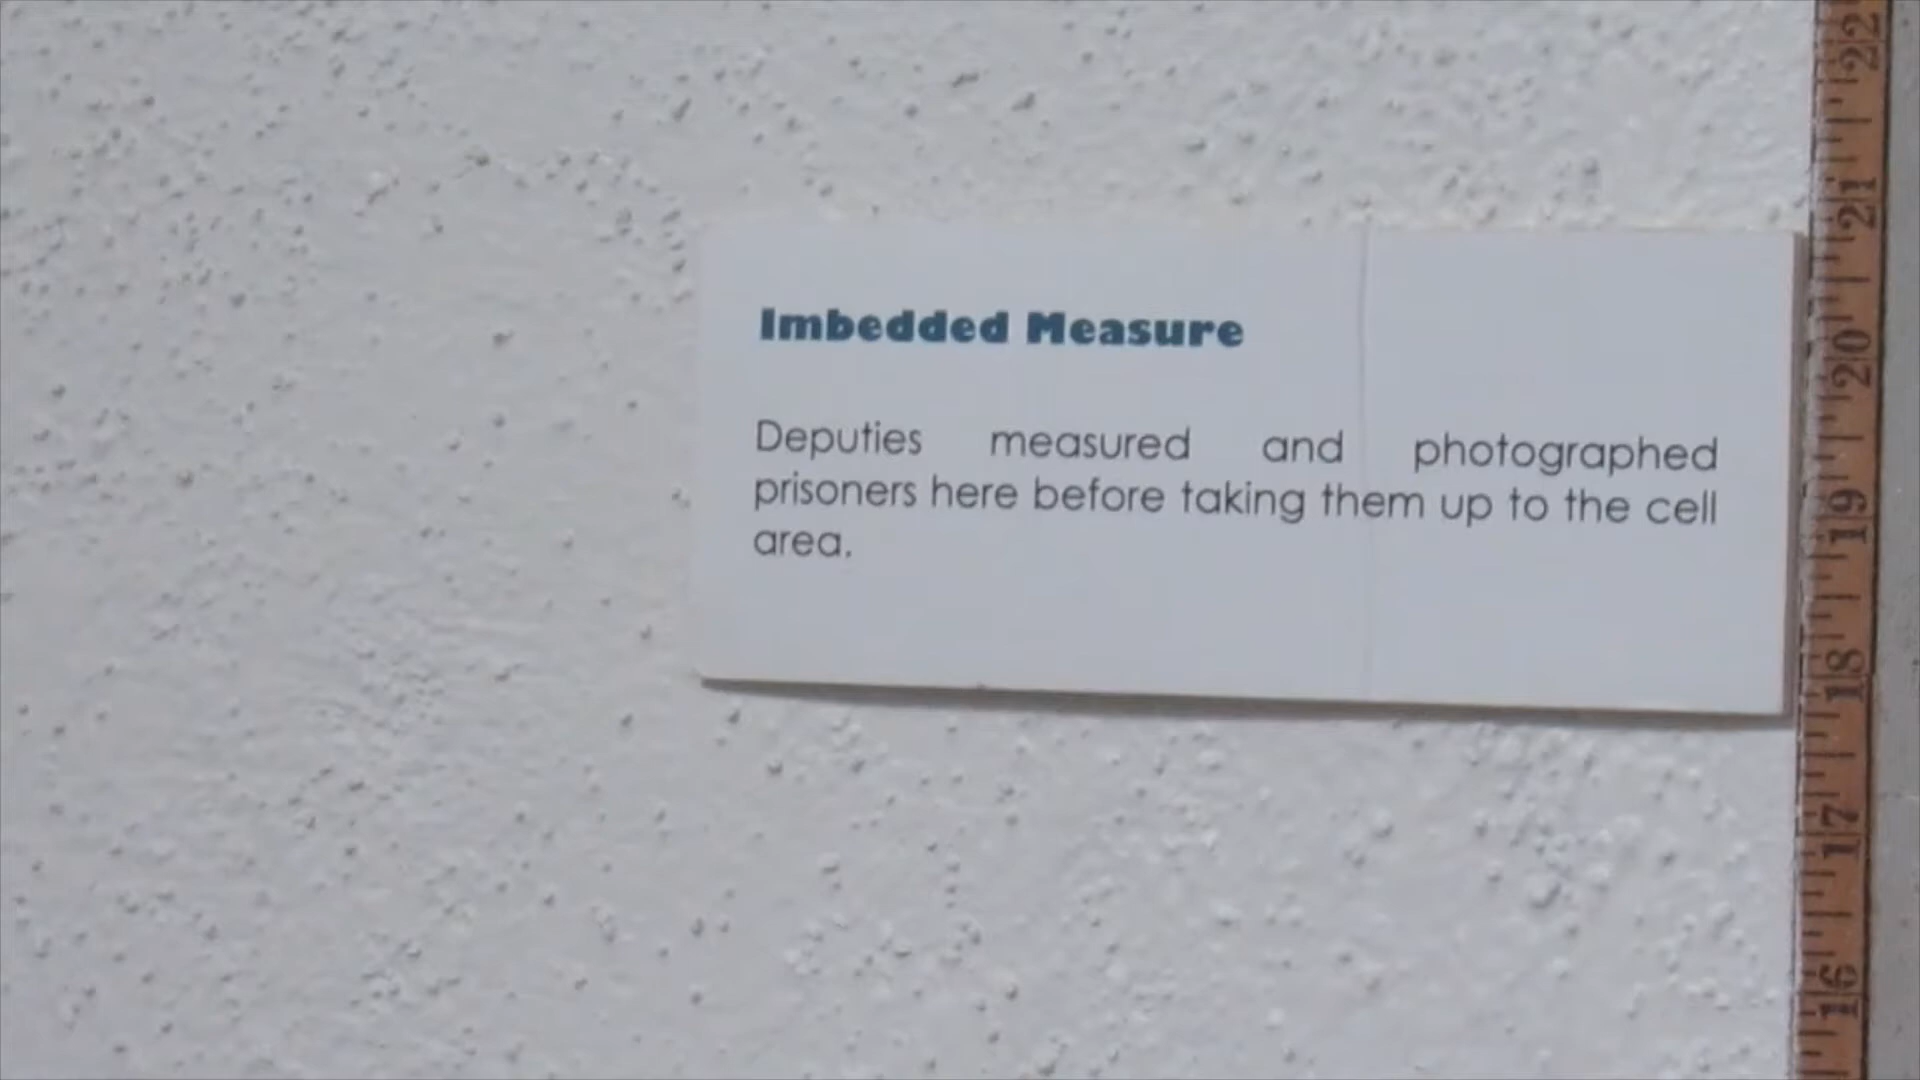 Imbedded Measure
Deputies measured and photographed
prisoners here before taking them up to the cell
area.
22
21
20
19
18
17
16